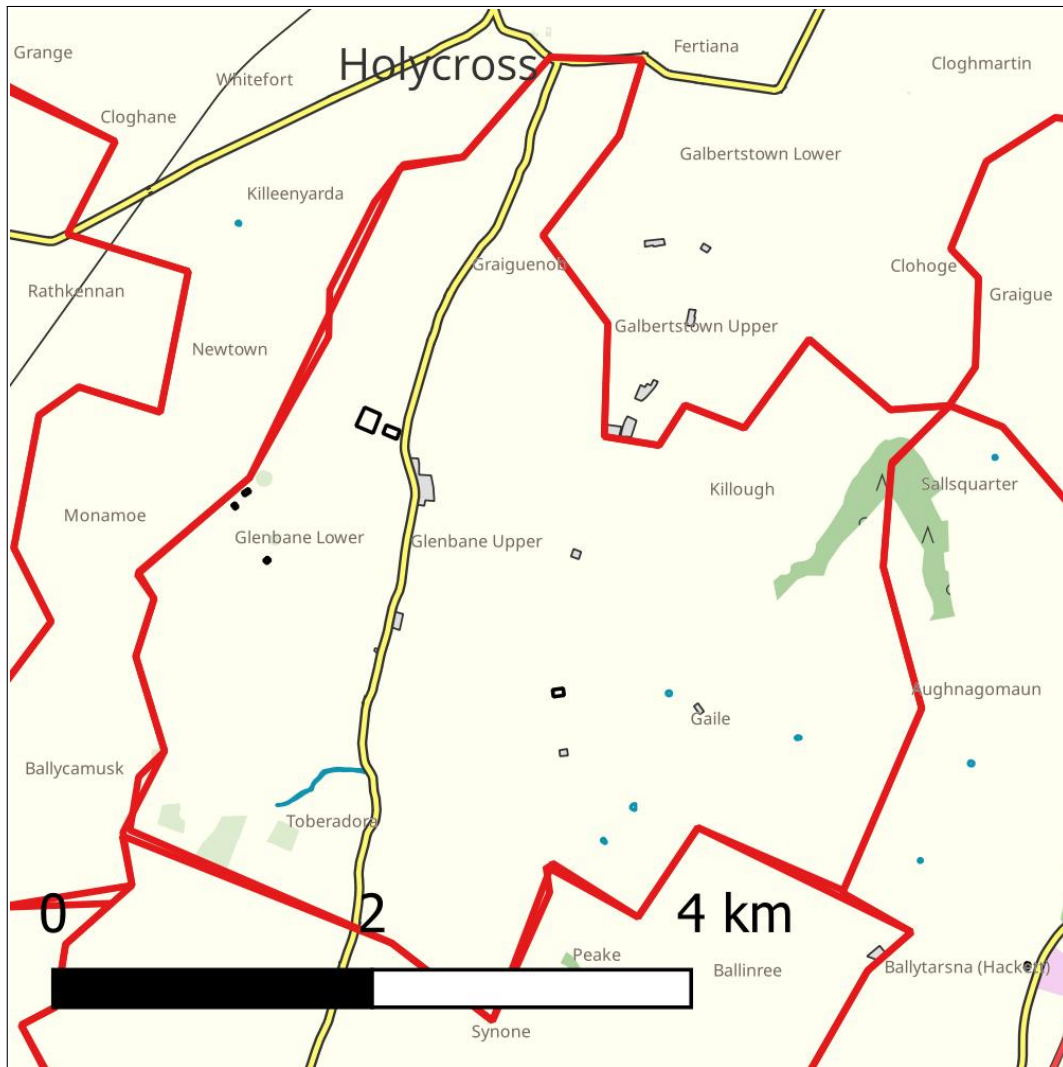 Grange
Holycross
Fertiana
Cloghmartin
Whitefort
Cloghane
Galbertstown Lower
Killeenyarda
Graiguenoe
Clohoge
Rathkennan
Graigue
Galbertstown Upper
Newtown
Killough
Sallsquarter
Monamoe
Glenbane Lower
Glenbane Upper
Aughnagomaun
Gaile
Ballycamusk
Toberadora
0 2 4 km
Peake
Ballinree
Ballytarsna (Hackett)
Synone